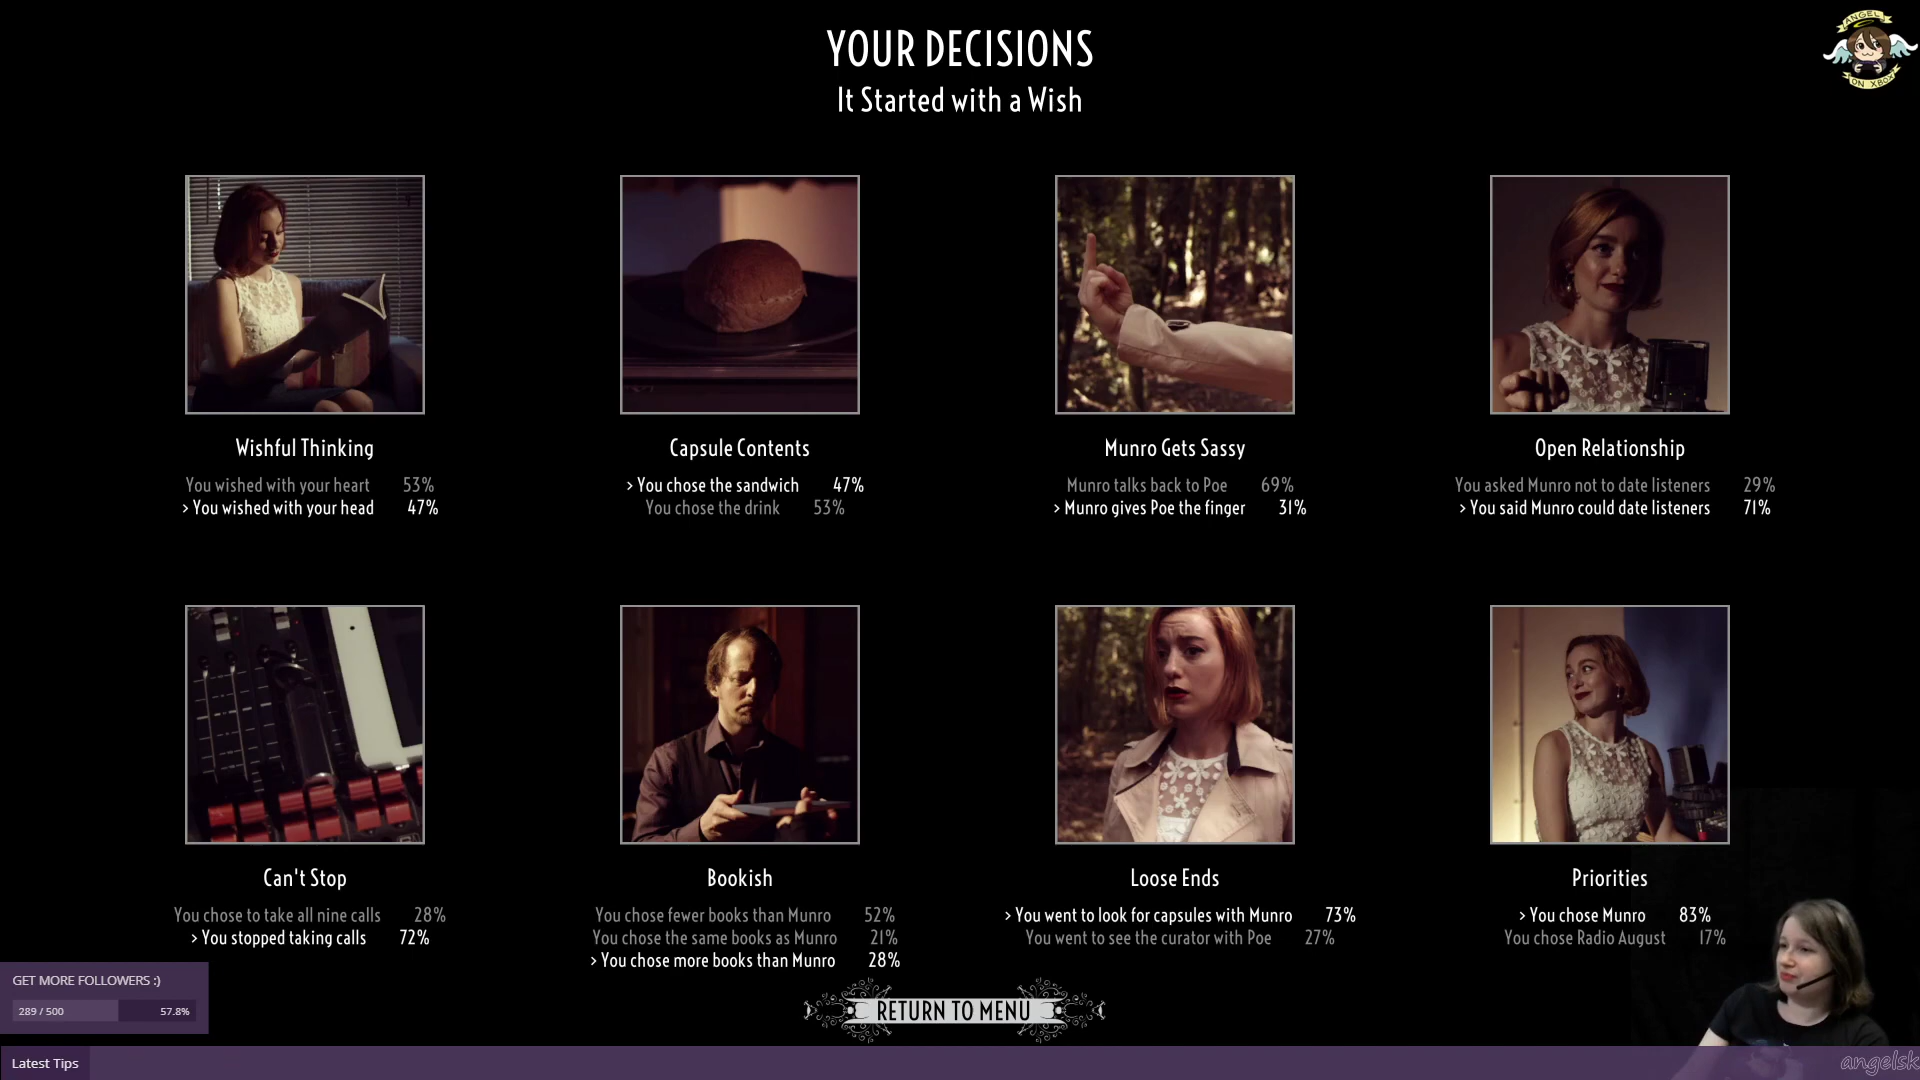 YOUR DECISIONS
It Started with a Wish
ANGEL
ON XBOX
Wishful Thinking
You wished with your heart 53%
> You wished with your head 47%
Capsule Contents
> You chose the sandwich 47%
You chose the drink 53%
Munro Gets Sassy
Munro talks back to Poe 69%
> Munro gives Poe the finger 31%
Open Relationship
You asked Munro not to date listeners 29%
> You said Munro could date listeners 71%
Can't Stop
You chose to take all nine calls 28%
> You stopped taking calls 72%
Bookish
You chose fewer books than Munro 52%
You chose the same books as Munro 21%
> You chose more books than Munro 28%
Loose Ends
> You went to look for capsules with Munro 73%
You went to see the curator with Poe 27%
Priorities
> You chose Munro 83%
You chose Radio August 17%
GET MORE FOLLOWERS :)
289 / 500 57.8%
RETURN TO MENU
Latest Tips
angelsk